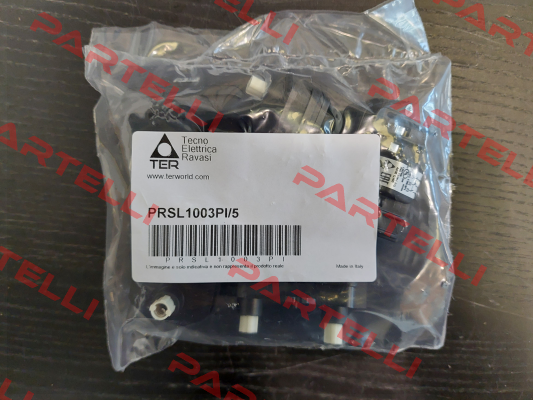 TER
Tecno
Elettrica
Ravasi
www.terworld.com
PRSL1003PI/5
PRSL1003PI
L'immagine è solo indicativa e non rappresenta il prodotto reale
Made in Italy
PARTELLI
PARTELLI
PARTELLI
PARTELLI
PARTELLI